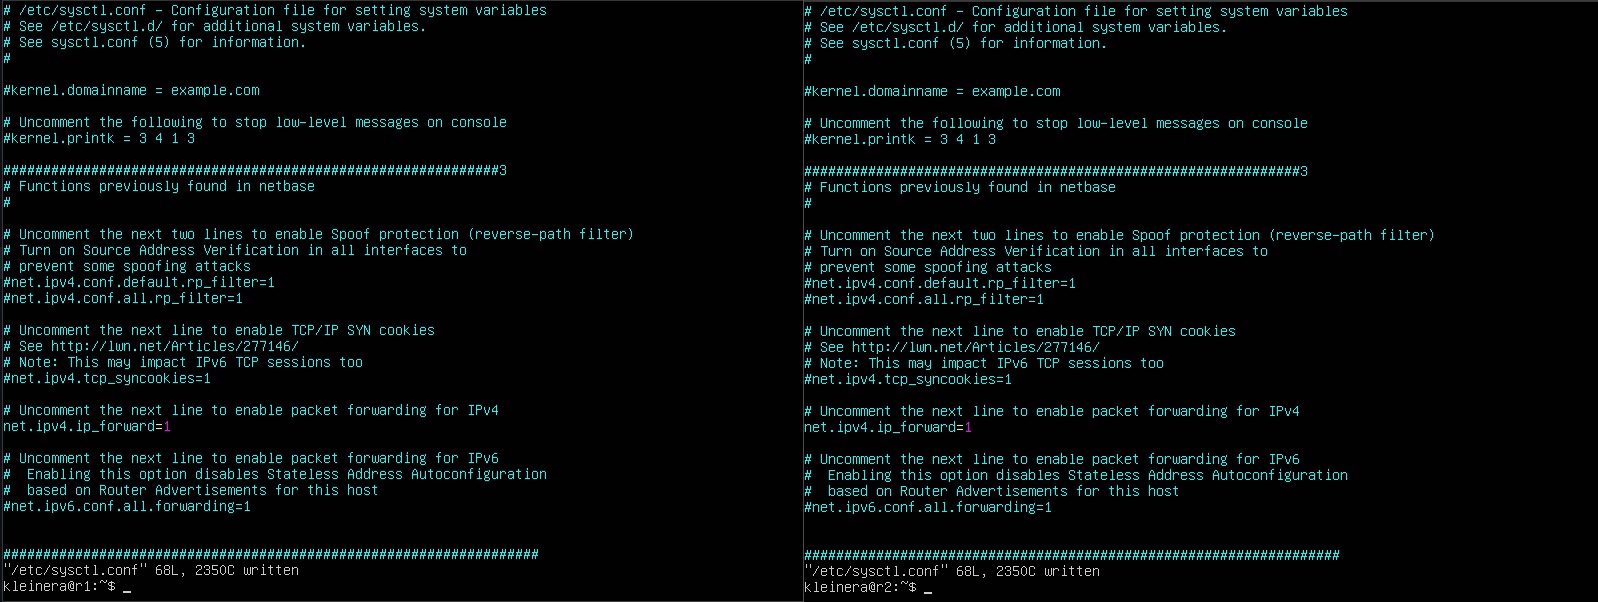 # /etc/sysctl.conf - Configuration file for setting system variables
# See /etc/sysctl.d/ for additional system variables.
# See sysctl.conf (5) for information.
#
#kernel.domainname = example.com
# Uncomment the following to stop low-level messages on console
#kernel.printk = 3 4 1 3
##############################################################3
# Functions previously found in netbase
#
# Uncomment the next two lines to enable Spoof protection (reverse-path filter)
# Turn on Source Address Verification in all interfaces to
# prevent some spoofing attacks
#net.ipv4.conf.default.rp_filter=1
#net.ipv4.conf.all.rp_filter=1
# Uncomment the next line to enable TCP/IP SYN cookies
# See http://lwn.net/Articles/277146/
# Note: This may impact IPv6 TCP sessions too
#net.ipv4.tcp_syncookies=1
# Uncomment the next line to enable packet forwarding for IPv4
net.ipv4.ip_forward=1
# Uncomment the next line to enable packet forwarding for IPv6
#  Enabling this option disables Stateless Address Autoconfiguration
#  based on Router Advertisements for this host
#net.ipv6.conf.all.forwarding=1
###################################################################
"/etc/sysctl.conf" 68L, 2350C written
kleinera@r1:~$ _
# /etc/sysctl.conf - Configuration file for setting system variables
# See /etc/sysctl.d/ for additional system variables.
# See sysctl.conf (5) for information.
#
#kernel.domainname = example.com
# Uncomment the following to stop low-level messages on console
#kernel.printk = 3 4 1 3
##############################################################3
# Functions previously found in netbase
#
# Uncomment the next two lines to enable Spoof protection (reverse-path filter)
# Turn on Source Address Verification in all interfaces to
# prevent some spoofing attacks
#net.ipv4.conf.default.rp_filter=1
#net.ipv4.conf.all.rp_filter=1
# Uncomment the next line to enable TCP/IP SYN cookies
# See http://lwn.net/Articles/277146/
# Note: This may impact IPv6 TCP sessions too
#net.ipv4.tcp_syncookies=1
# Uncomment the next line to enable packet forwarding for IPv4
net.ipv4.ip_forward=1
# Uncomment the next line to enable packet forwarding for IPv6
#  Enabling this option disables Stateless Address Autoconfiguration
#  based on Router Advertisements for this host
#net.ipv6.conf.all.forwarding=1
###################################################################
"/etc/sysctl.conf" 68L, 2350C written
kleinera@r2:~$ _